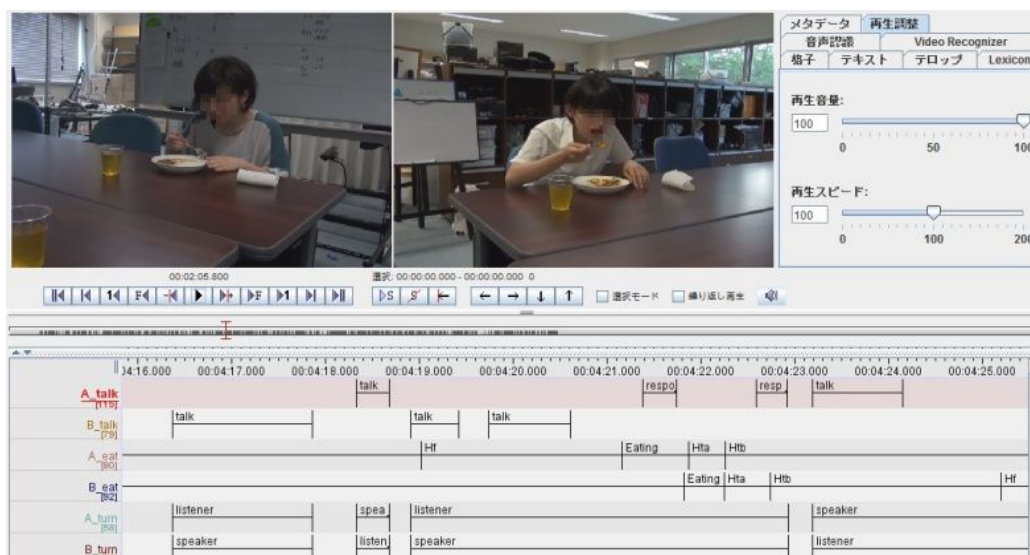 メタデータ 再生調整
音声認識 Video Recognizer
格子 テキスト テロップ Lexicon
再生音量:
100
0 50 100
再生スピード:
100
0 100 200
00:02:05.800 選択: 00:00:00.000 - 00:00:00.000 0
選択モード 繰り返し再生
04:16.000 00:04:17.000 00:04:18.000 00:04:19.000 00:04:20.000 00:04:21.000 00:04:22.000 00:04:23.000 00:04:24.000 00:04:25.000
A_talk talk respo resp talk
[115]
B_talk talk talk talk
[79]
A_eat Hf Eating Hta Htb
[80]
B_eat Eating Hta Htb Hf
[92]
A_turn listener spea listener speaker
[58]
B_turn speaker listen speaker listener